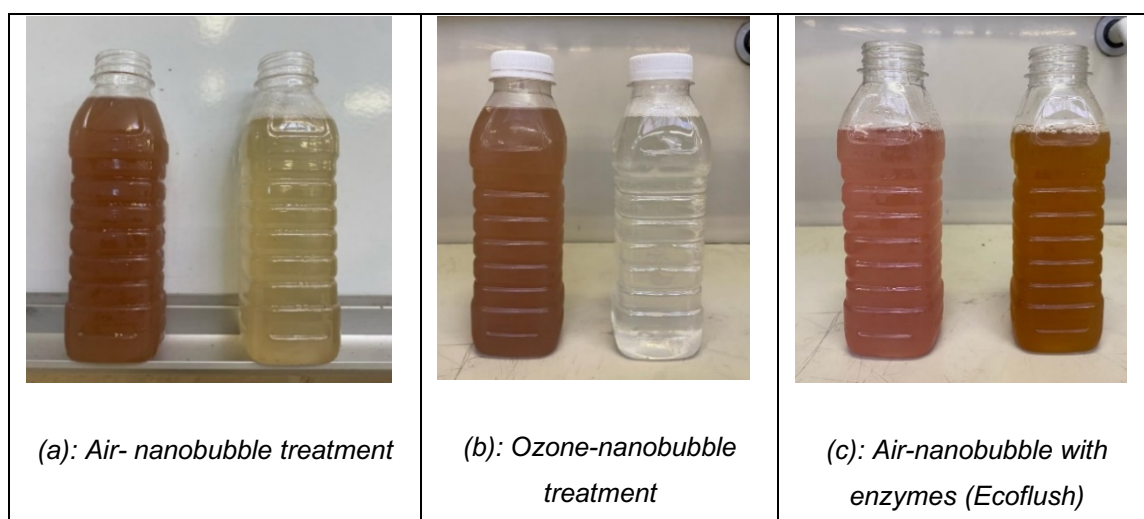 (a): Air- nanobubble treatment
(b): Ozone-nanobubble
treatment
(c): Air-nanobubble with
enzymes (Ecoflush)